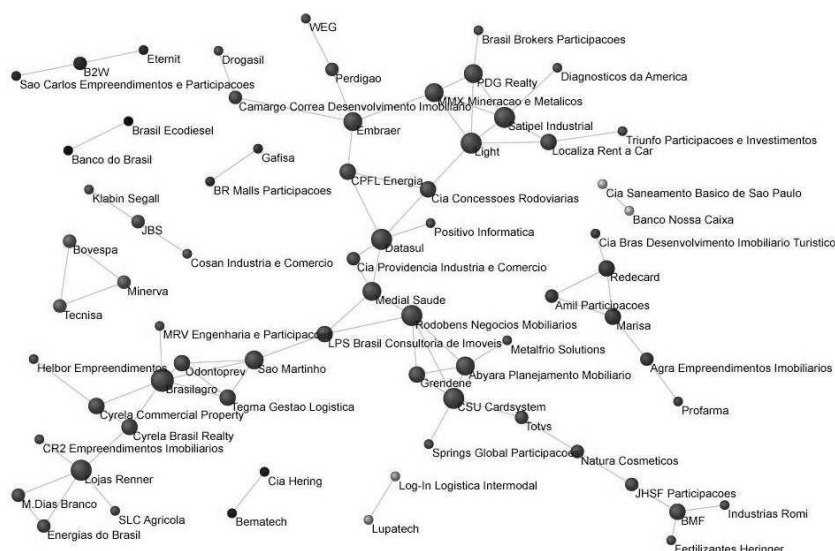 WEG
Brasil Brokers Participacoes
Eternit
B2W
Drogasil
Sao Carlos Empreendimentos e Participacoes
Perdigao
PDG Realty
Diagnosticos da America
Camargo Correa Desenvolvimento Imobiliario
MMX Mineracao e Metalicos
Embraer
Satipel Industrial
Brasil Ecodiesel
Light
Localiza Rent a Car
Triunfo Participacoes e Investimentos
Banco do Brasil
Gafisa
BR Malls Participacoes
CPFL Energia
Cia Concessoes Rodoviarias
Cia Saneamento Basico de Sao Paulo
Klabin Segall
Banco Nossa Caixa
JBS
Positivo Informatica
Cia Bras Desenvolvimento Imobiliario Turistico
Bovespa
Datasul
Cosan Industria e Comercio
Cia Providencia Industria e Comercio
Redecard
Minerva
Medial Saude
Amil Participacoes
Tecnisa
Rodobens Negocios Mobiliarios
Marisa
MRV Engenharia e Participacoe
LPS Brasil Consultoria de Imoveis
Metalfrio Solutions
Helbor Empreendimentos
Odontoprev
Sao Martinho
Abyara Planejamento Mobiliario
Agra Empreendimentos Imobiliarios
Brasilagro
Grendene
Cyrela Commercial Property
Tegma Gestao Logistica
CSU Cardsystem
Profarma
Cyrela Brasil Realty
Totvs
CR2 Empreendimentos Imobiliarios
Springs Global Participacoes
Natura Cosmeticos
Lojas Renner
Cia Hering
Log-In Logistica Intermodal
JHSF Participacoes
M.Dias Branco
SLC Agricola
Bematech
Lupatech
BMF
Industrias Romi
Energias do Brasil
Fertilizantes Heringer